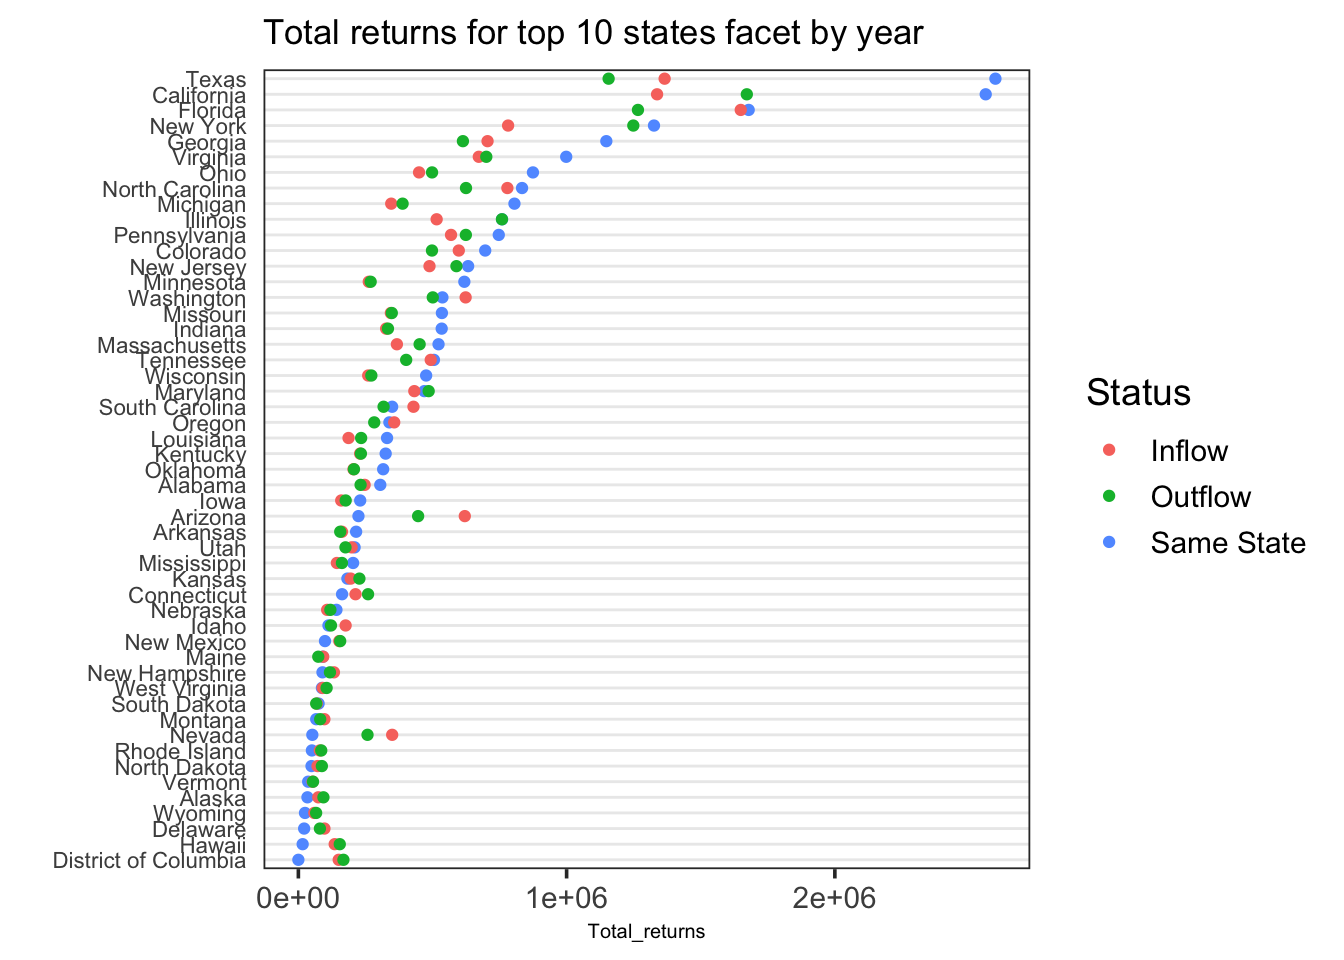 Total returns for top 10 states facet by year
Texas
California
Florida
New York
Georgia
Virginia
Ohio
North Carolina
Michigan
Illinois
Pennsylvania
Colorado
New Jersey
Minnesota
Washington
Missouri
Indiana
Massachusetts
Tennessee
Wisconsin
Maryland
South Carolina
Oregon
Louisiana
Kentucky
Oklahoma
Alabama
Iowa
Arizona
Arkansas
Utah
Mississippi
Kansas
Connecticut
Nebraska
Idaho
New Mexico
Maine
New Hampshire
West Virginia
South Dakota
Montana
Nevada
Rhode Island
North Dakota
Vermont
Alaska
Wyoming
Delaware
Hawaii
District of Columbia
0e+00 1e+06 2e+06
Total_returns
Status
Inflow
Outflow
Same State